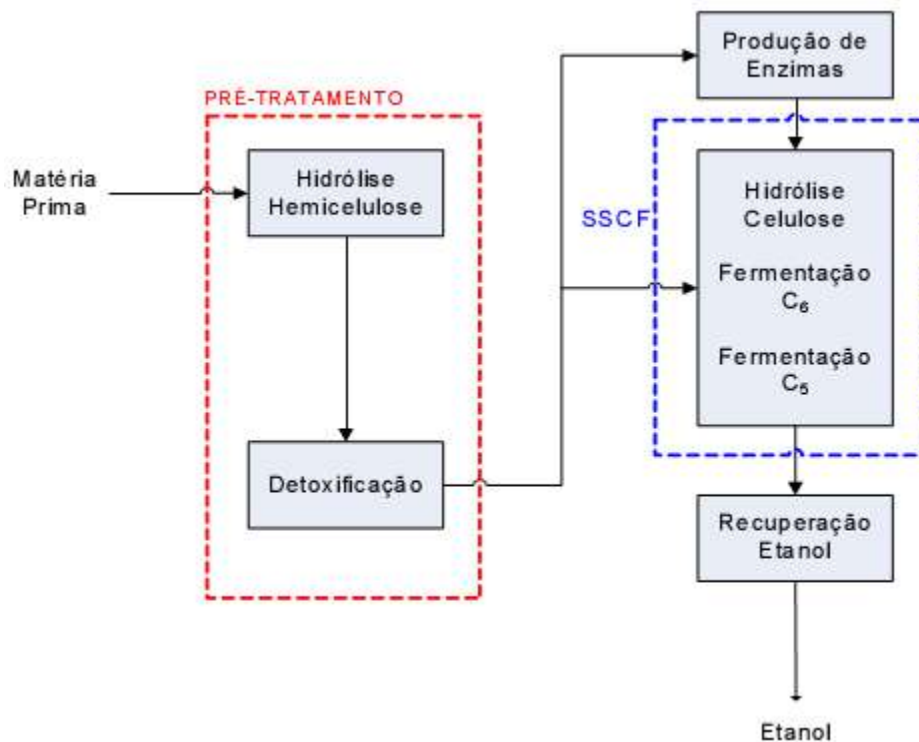 Produção de
Enzimas
PRÉ-TRATAMENTO
Matéria
Prima
Hidrólise
Hemicelulose
SSCF
Hidrólise
Celulose
Fermentação
C₆
Fermentação
C₅
Detoxificação
Recuperação
Etanol
Etanol